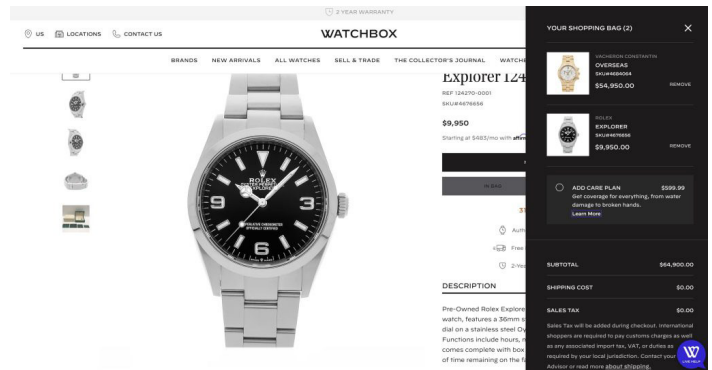 2 YEAR WARRANTY
US LOCATIONS CONTACT US
WATCHBOX
BRANDS NEW ARRIVALS ALL WATCHES SELL & TRADE THE COLLECTOR'S JOURNAL WATCHB
Explorer 124
REF 124270-0001
SKU#4676656
$9,950
Starting at $483/mo with affirm
IN BAG
31
Auth
Free
2-Yea
DESCRIPTION
Pre-Owned Rolex Explore
watch, features a 36mm s
dial on a stainless steel Oy
Functions include hours, m
comes complete with box
of time remaining on the fa
ROLEX
OYSTER PERPETUAL
EXPLORER
3
9
6
SUPERLATIVE CHRONOMETER
OFFICIALLY CERTIFIED
YOUR SHOPPING BAG (2)
VACHERON CONSTANTIN
OVERSEAS
SKU#4684064
$54,950.00 REMOVE
ROLEX
EXPLORER
SKU#4676656
$9,950.00 REMOVE
ADD CARE PLAN $599.99
Get coverage for everything, from water
damage to broken hands.
Learn More
SUBTOTAL $64,900.00
SHIPPING COST $0.00
SALES TAX $0.00
Sales Tax will be added during checkout. International
shoppers are required to pay customs charges as well
as any associated import tax, VAT, or duties as
required by your local jurisdiction. Contact your
Advisor or read more about shipping.
LIVE HELP